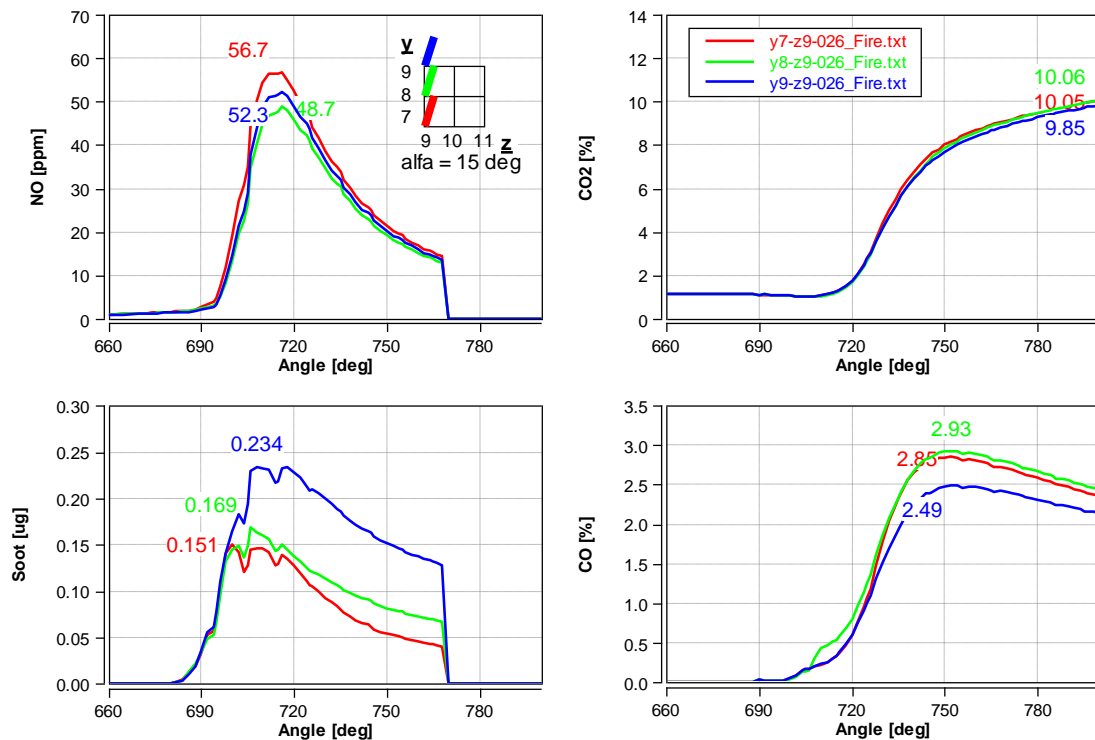 70
60
50
40
30
20
10
0
NO [ppm]
56.7
52.3
48.7
y
9
8
7
9 10 11
z
alfa = 15 deg
660 690 720 750 780
Angle [deg]
14
12
10
8
6
4
2
0
CO2 [%]
y7-z9-026_Fire.txt
y8-z9-026_Fire.txt
y9-z9-026_Fire.txt
10.06
10.05
9.85
660 690 720 750 780
Angle [deg]
0.30
0.25
0.20
0.15
0.10
0.05
0.00
Soot [ug]
0.234
0.169
0.151
660 690 720 750 780
Angle [deg]
3.5
3.0
2.5
2.0
1.5
1.0
0.5
0.0
CO [%]
2.93
2.85
2.49
660 690 720 750 780
Angle [deg]